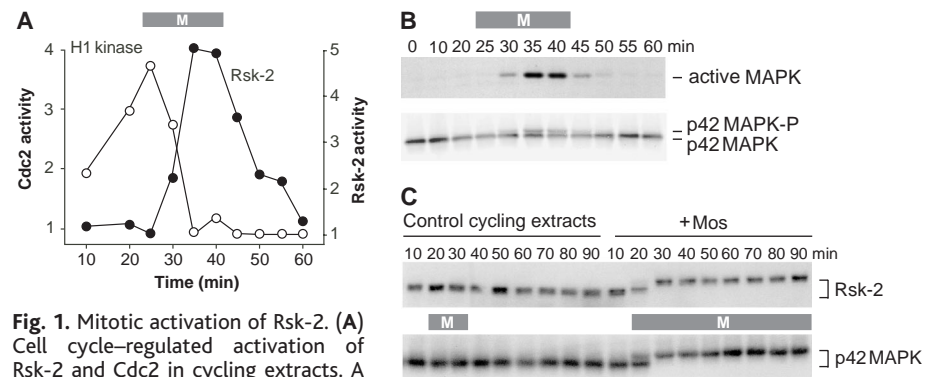 A
M
H1 kinase
Rsk-2
4
3
2
1
5
4
3
2
1
Cdc2 activity
Rsk-2 activity
10 20 30 40 50 60
Time (min)
Fig. 1. Mitotic activation of Rsk-2. (A)
Cell cycle–regulated activation of
Rsk-2 and Cdc2 in cycling extracts. A
B
M
0 10 20 25 30 35 40 45 50 55 60 min
– active MAPK
p42 MAPK-P
p42 MAPK
C
Control cycling extracts +Mos
10 20 30 40 50 60 70 80 90 10 20 30 40 50 60 70 80 90 min
Rsk-2
M M
p42 MAPK